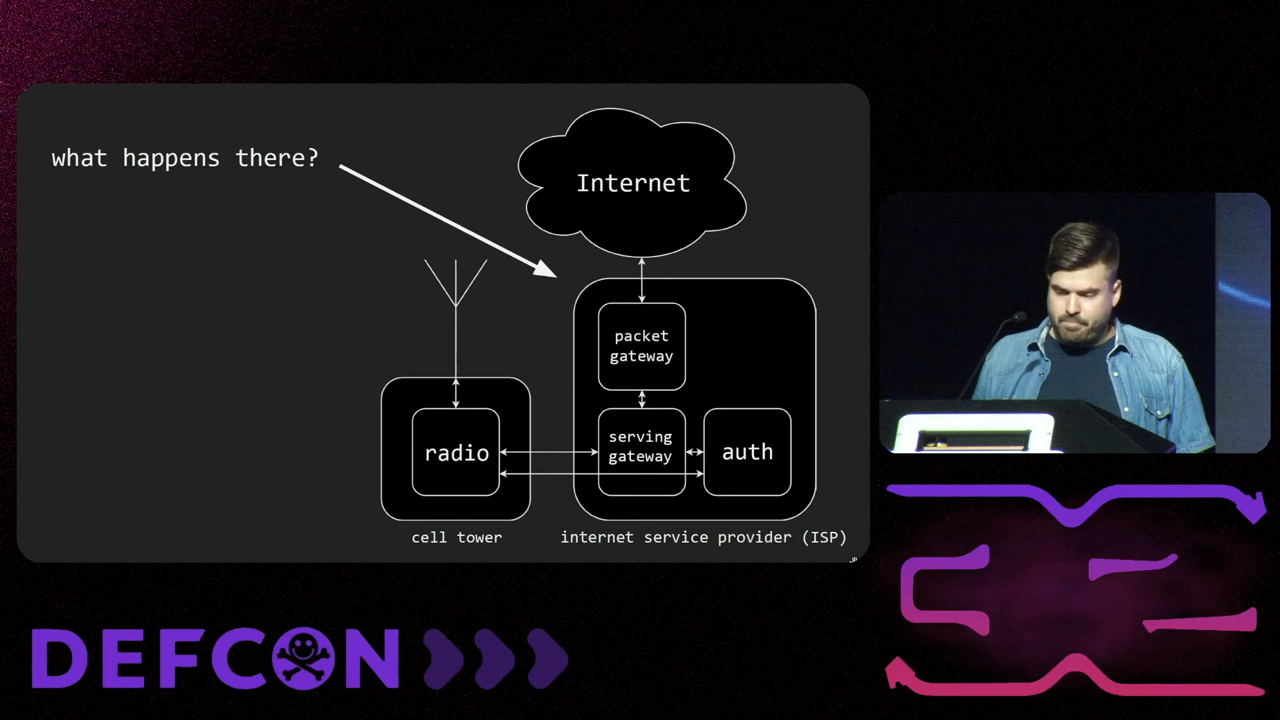 what happens there?
Internet
packet
gateway
radio
serving
gateway
auth
cell tower
internet service provider (ISP)
DEFCON